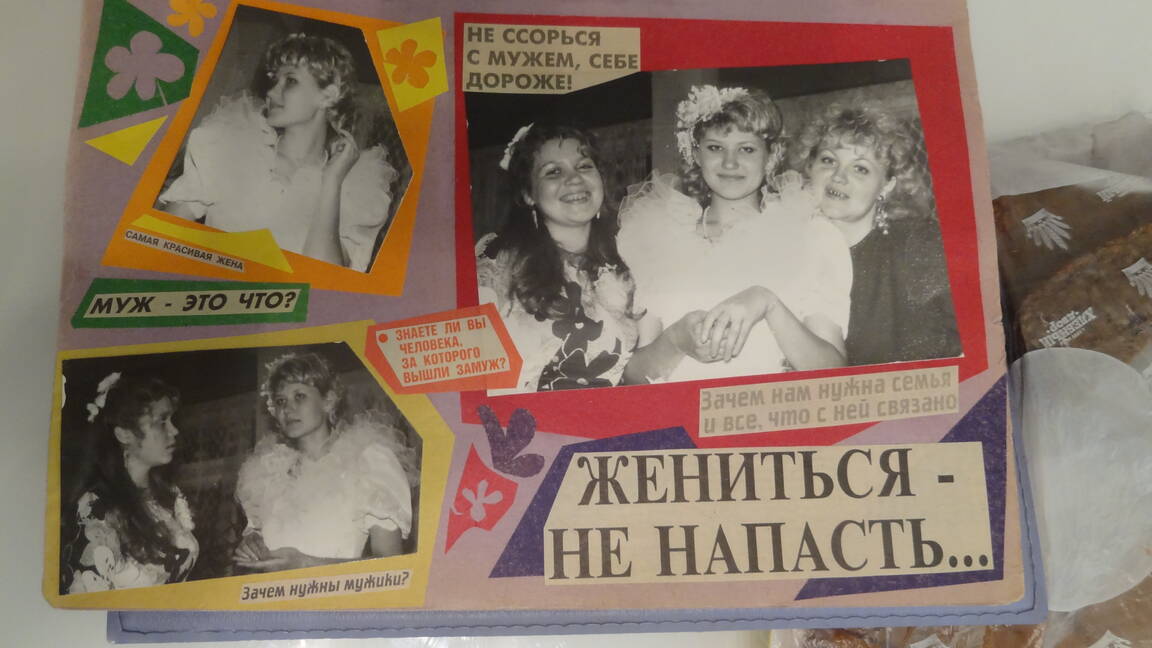 НЕ ССОРЬСЯ
С МУЖЕМ, СЕБЕ
ДОРОЖЕ!
САМАЯ КРАСИВАЯ ЖЕНА
МУЖ - ЭТО ЧТО?
ЗНАЕТЕ ЛИ ВЫ
ЧЕЛОВЕКА,
ЗА КОТОРОГО
ВЫШЛИ ЗАМУЖ?
Зачем нам нужна семья
и все, что с ней связано
Зачем нужны мужики?
ЖЕНИТЬСЯ -
НЕ НАПАСТЬ...